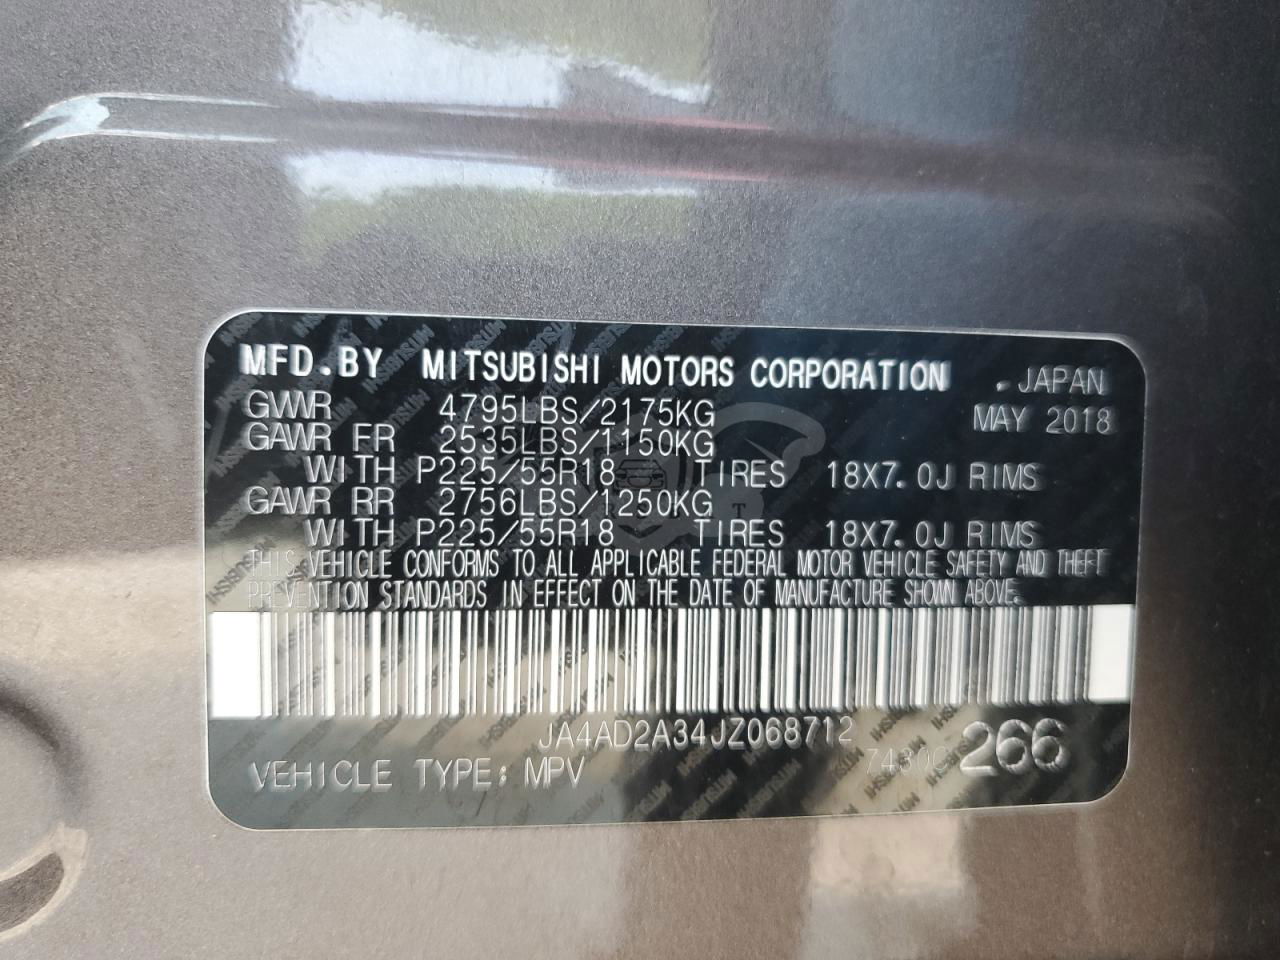 MFD.BY MITSUBISHI MOTORS CORPORATION . JAPAN
GVWR 4795LBS/2175KG MAY 2018
GAWR FR 2535LBS/1150KG
WITH P225/55R18 TIRES 18X7.0J RIMS
GAWR RR 2756LBS/1250KG
WITH P225/55R18 TIRES 18X7.0J RIMS
THIS VEHICLE CONFORMS TO ALL APPLICABLE FEDERAL MOTOR VEHICLE SAFETY AND THEFT
PREVENTION STANDARDS IN EFFECT ON THE DATE OF MANUFACTURE SHOWN ABOVE.
JA4AD2A34JZ068712
VEHICLE TYPE: MPV 266